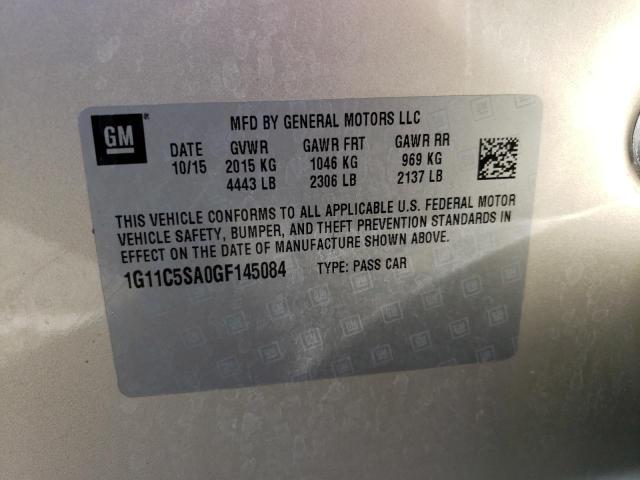 GM
MFD BY GENERAL MOTORS LLC
DATE GVWR GAWR FRT GAWR RR
10/15 2015 KG 1046 KG 969 KG
4443 LB 2306 LB 2137 LB
THIS VEHICLE CONFORMS TO ALL APPLICABLE U.S. FEDERAL MOTOR
VEHICLE SAFETY, BUMPER, AND THEFT PREVENTION STANDARDS IN
EFFECT ON THE DATE OF MANUFACTURE SHOWN ABOVE.
1G11C5SA0GF145084 TYPE: PASS CAR